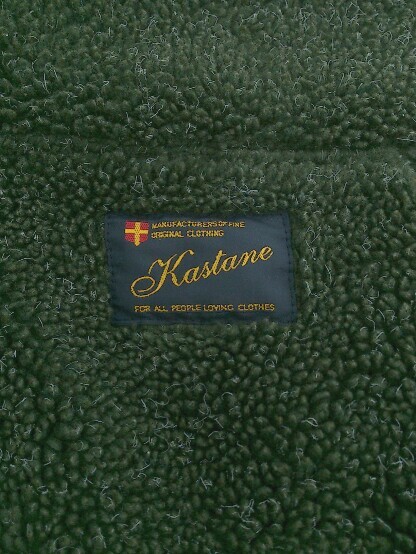 MANUFACTURERS OF FINE
ORIGINAL CLOTHING
Kastane
FOR ALL PEOPLE LOVING CLOTHES